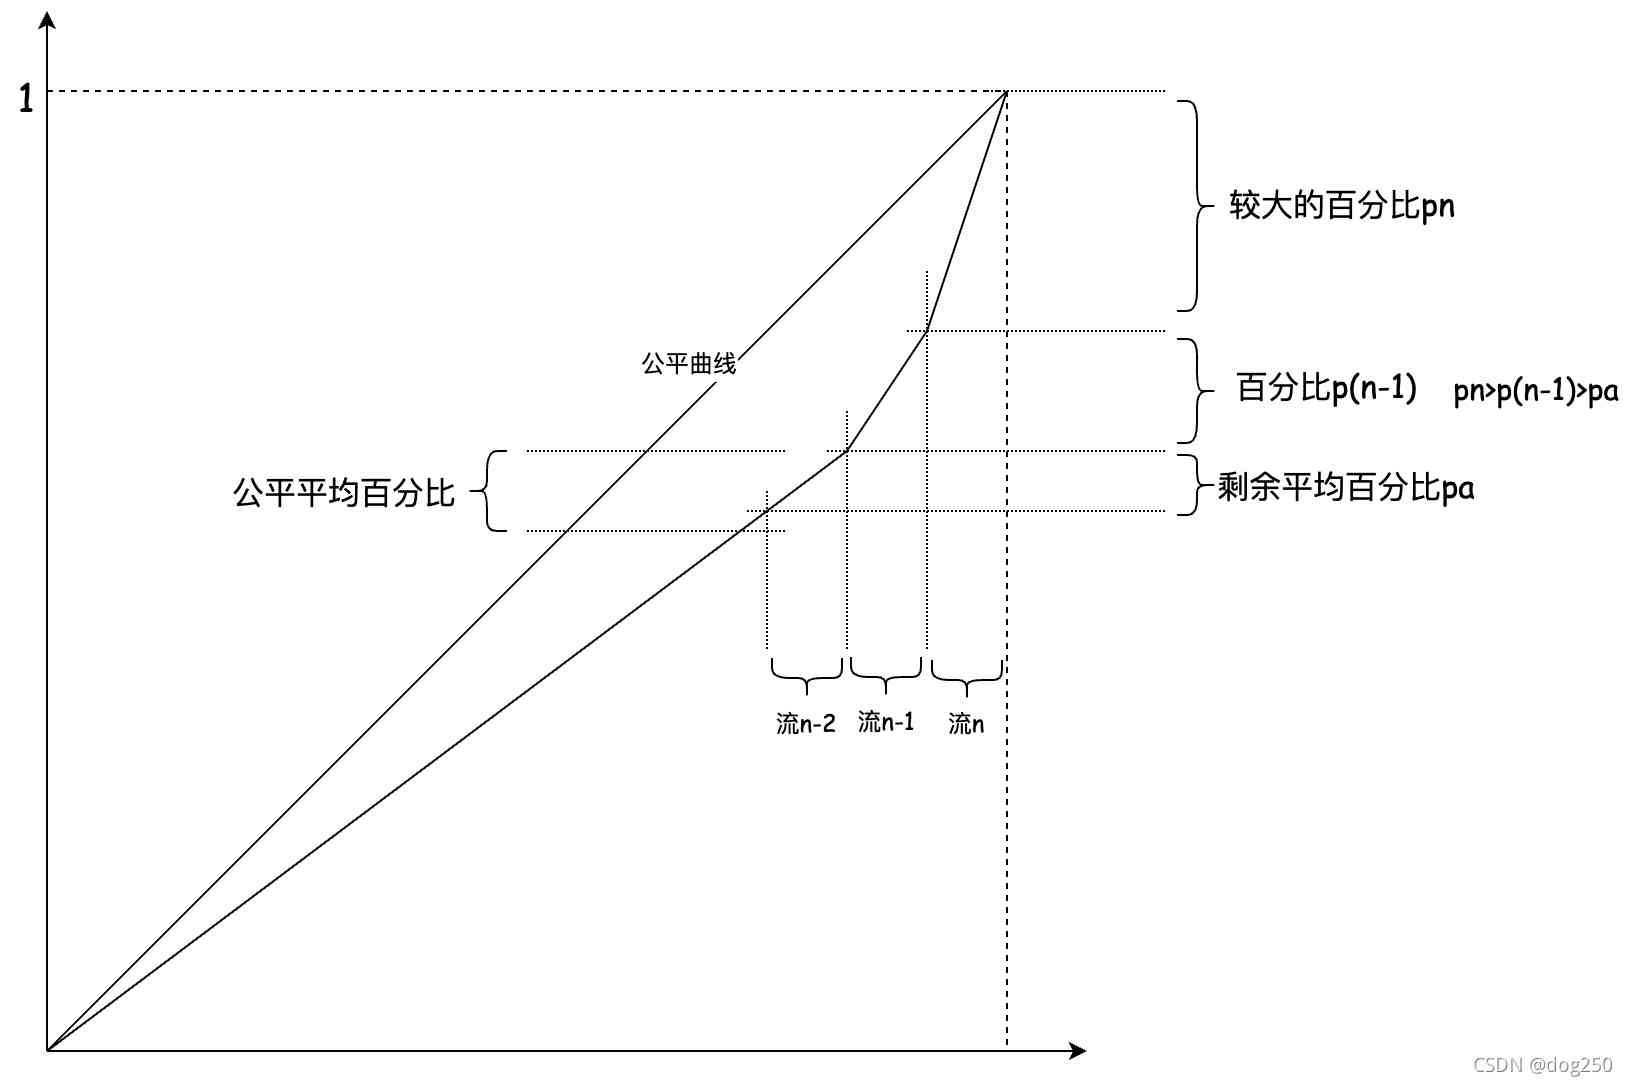 1
较大的百分比pn
公平曲线
百分比p(n-1)
pn>p(n-1)>pa
公平平均百分比
剩余平均百分比pa
流n-2
流n-1
流n
CSDN @dog250